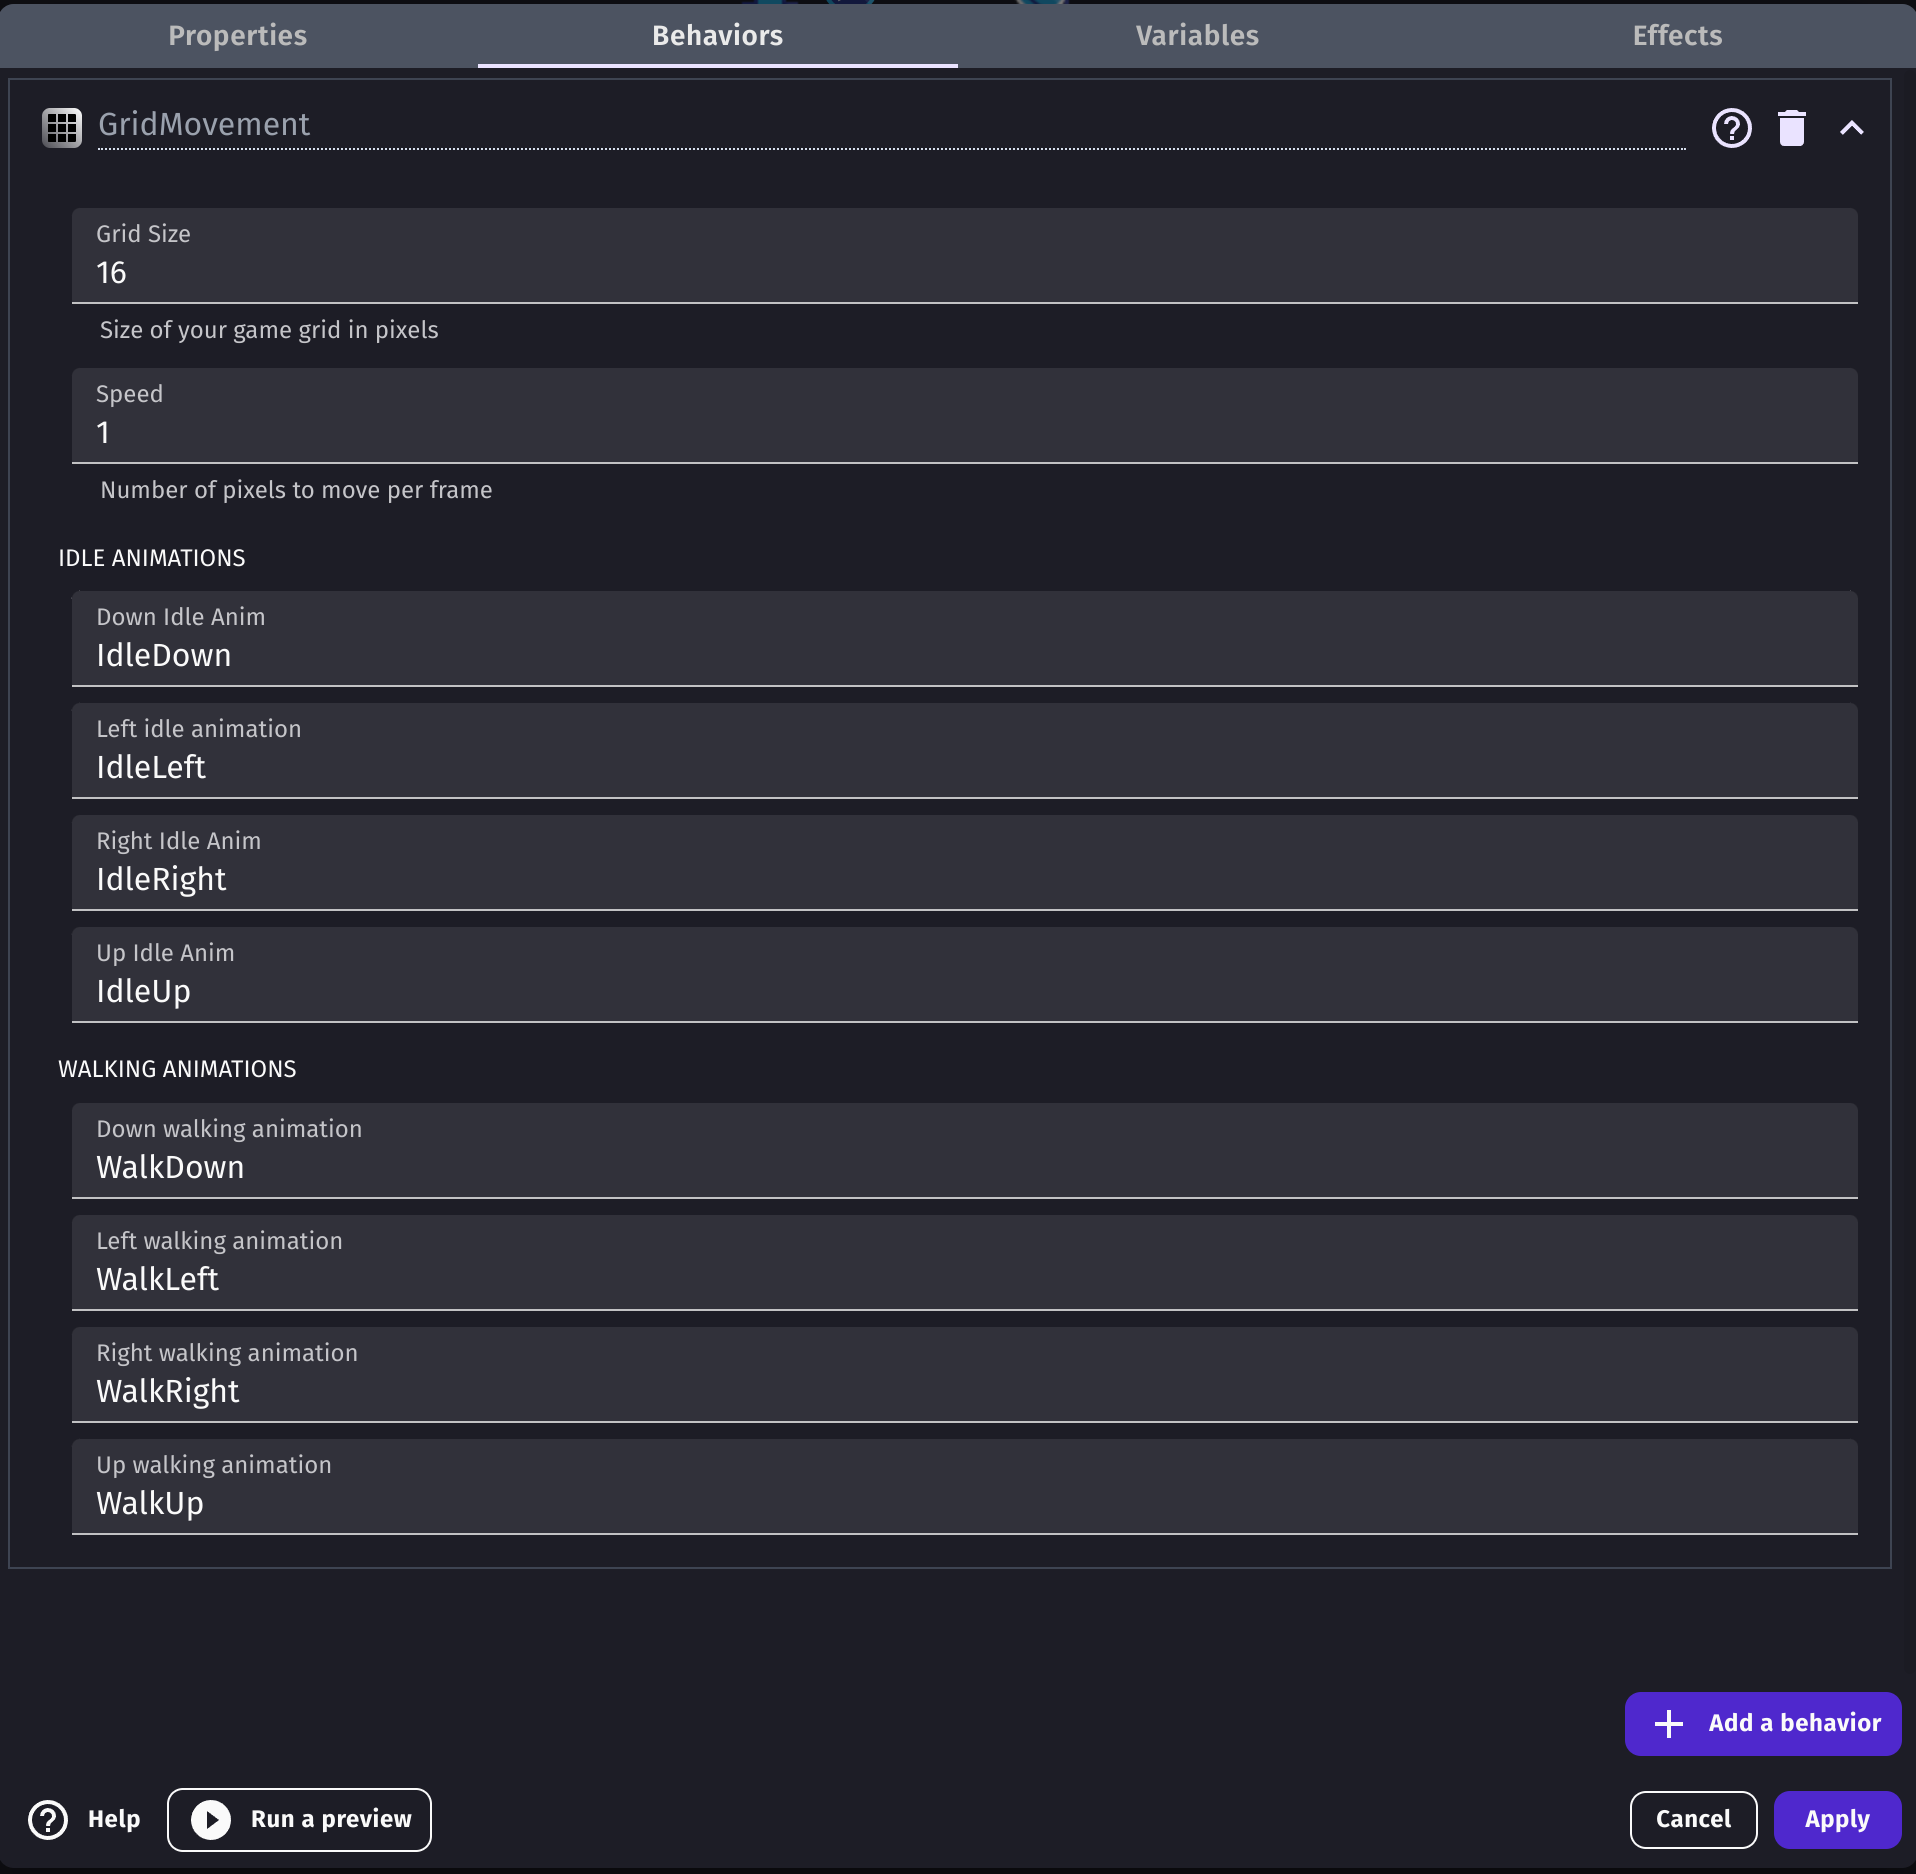 Properties Behaviors Variables Effects
GridMovement
Grid Size
16
Size of your game grid in pixels
Speed
1
Number of pixels to move per frame
IDLE ANIMATIONS
Down Idle Anim
IdleDown
Left idle animation
IdleLeft
Right Idle Anim
IdleRight
Up Idle Anim
IdleUp
WALKING ANIMATIONS
Down walking animation
WalkDown
Left walking animation
WalkLeft
Right walking animation
WalkRight
Up walking animation
WalkUp
Add a behavior
Help Run a preview Cancel Apply